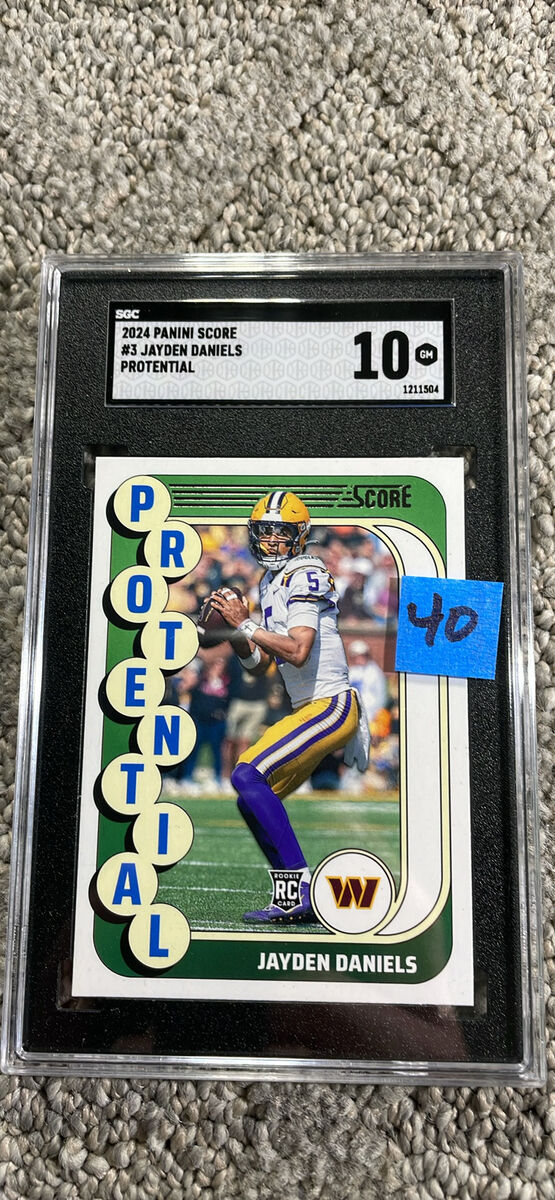 SGC
2024 PANINI SCORE
#3 JAYDEN DANIELS
PROTENTIAL
10 GM
1211504
SCORE
PROTENTIAL
5
40
ROOKIE
RC
CARD
W
JAYDEN DANIELS